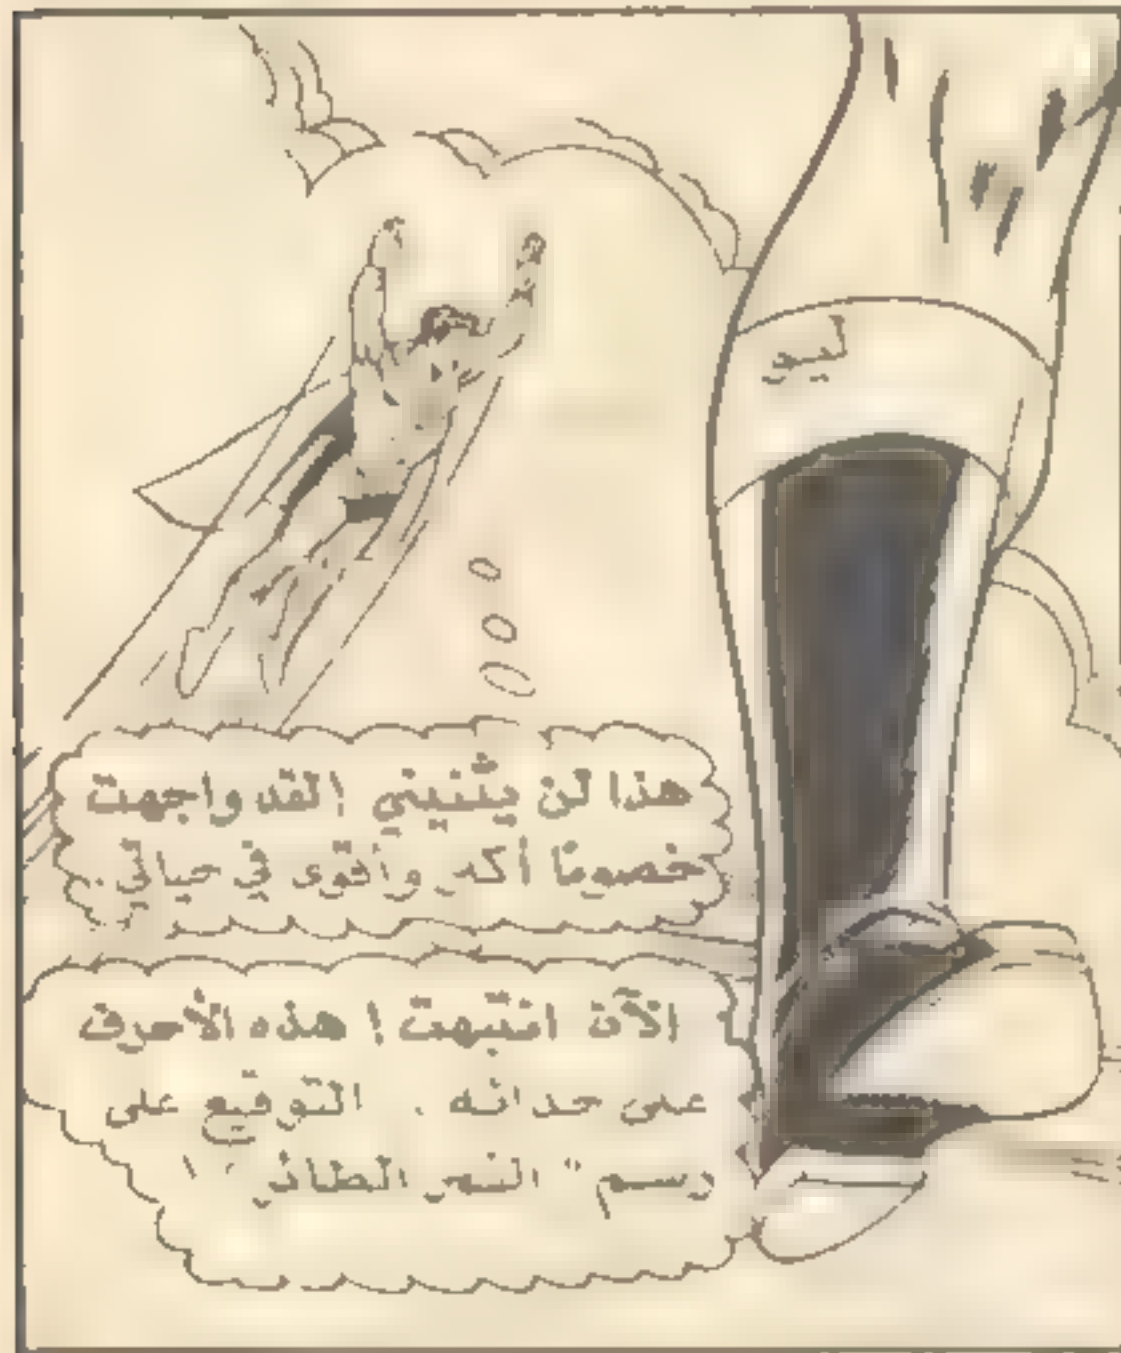 ليو
هذا لن يثنيني ! لقد واجهت
خصومًا أكبر وأقوى في حياتي .
الآن انتبهت ! هذه الأحرف
على حذائه . التوقيع على
رسم " النسر الطائر " !